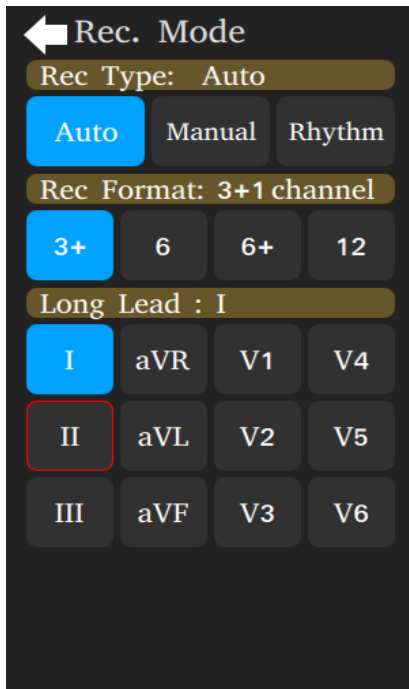 Rec. Mode
Rec Type: Auto
Auto Manual Rhythm
Rec Format: 3+1 channel
3+ 6 6+ 12
Long Lead : I
I aVR V1 V4
II aVL V2 V5
III aVF V3 V6